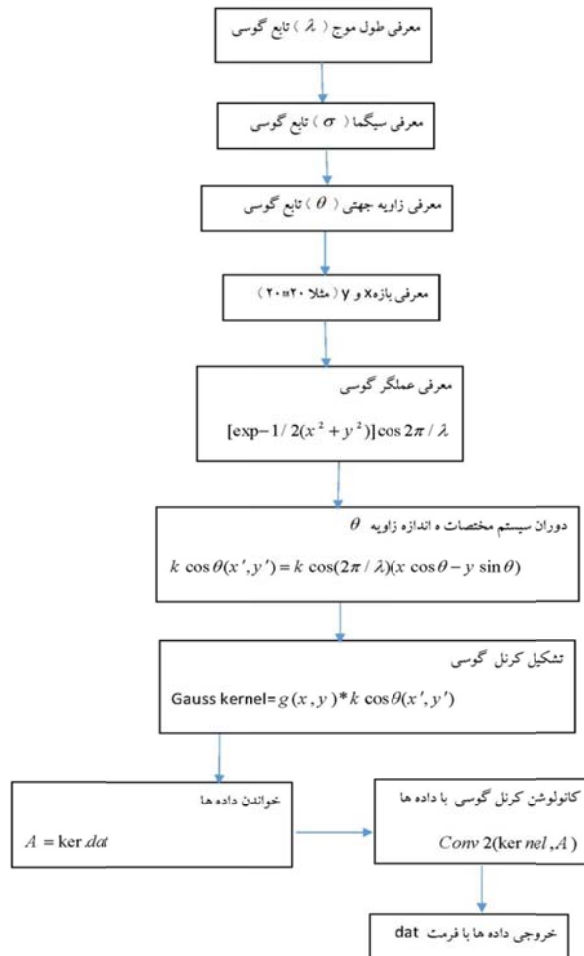 معرفی طول موج ( λ ) تابع گوسی
معرفی سیگما ( σ ) تابع گوسی
معرفی زاویه جهتی ( θ ) تابع گوسی
معرفی بازه x و y (مثلا ۲۰*۲۰)
معرفی عملگر گوسی
[exp−1/2(x² + y²)]cos 2π / λ
دوران سیستم مختصات ه اندازه زاویه θ
k cos θ(x′, y′) = k cos(2π / λ)(x cos θ − y sin θ)
تشکیل کرنل گوسی
Gauss kernel= g(x, y)*k cos θ(x′, y′)
خواندن داده ها
A = ker.dat
کانولوشن کرنل گوسی با داده ها
Conv 2(ker nel, A)
خروجی داده ها با فرمت dat